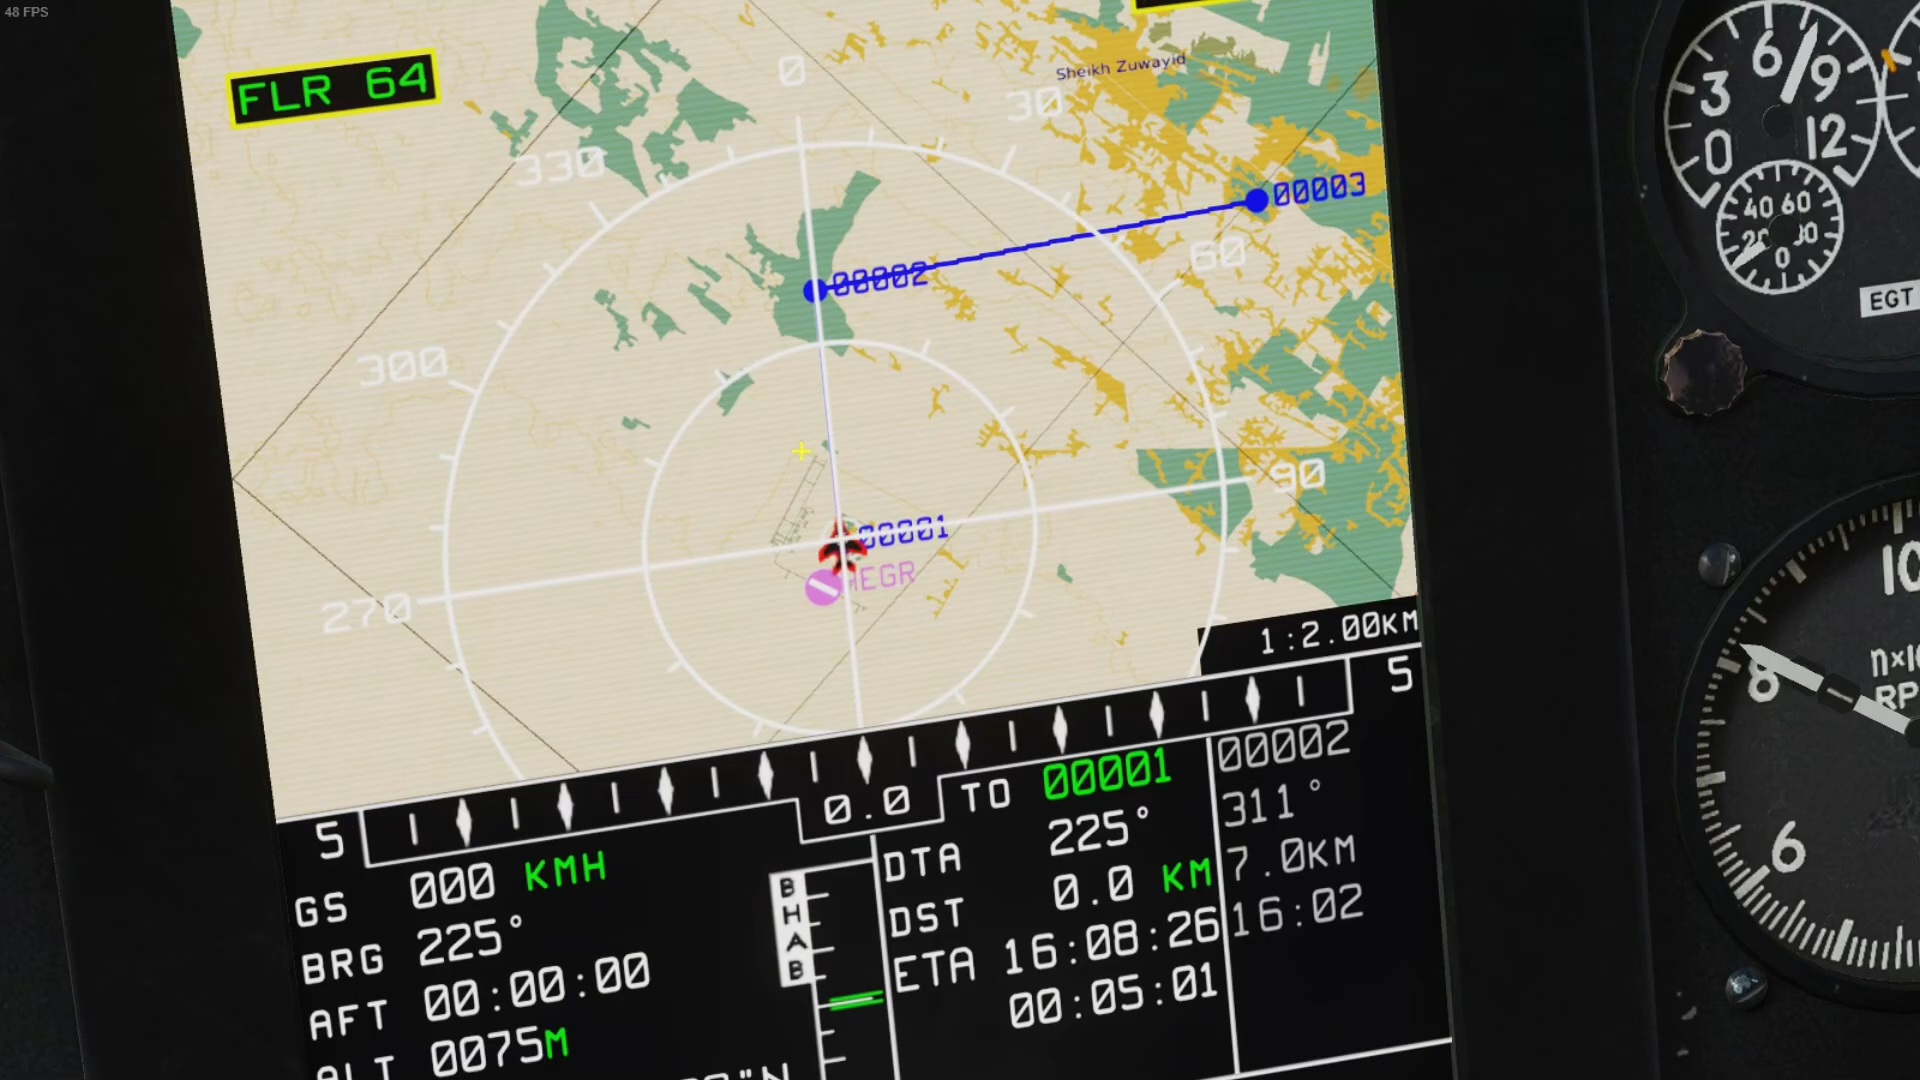 48 FPS
FLR 64
Sheikh Zuwayid
0
30
330
00003
60
00002
300
90
00001
HEGR
270
1:2.00KM
S
S
0.0
TO 00001
00002
GS 000 KMH
DTA 225°
311°
BRG 225°
DST 0.0 KM
7.0KM
AFT 00:00:00
ETA 16:08:26
16:02
ALT 0075M
00:05:01
B
H
A
B
0
3
6
9
12
40 60
0
EGT
10
8
6